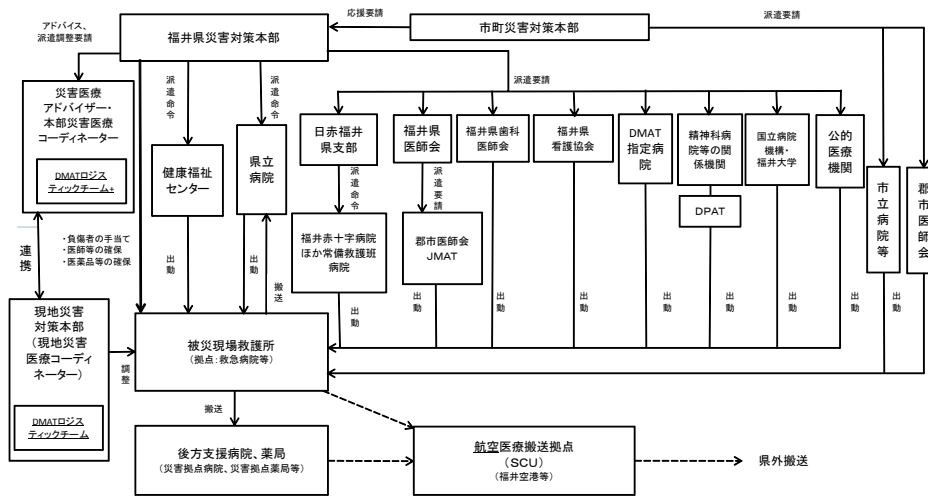 アドバイス、
派遣調整要請
福井県災害対策本部
応援要請
市町災害対策本部
派遣要請
災害医療
アドバイザー・
本部災害医療
コーディネーター
DMATロジス
ティックチーム+
派遣命令
派遣命令
派遣要請
健康福祉
センター
県立
病院
日赤福井
県支部
福井県
医師会
福井県歯科
医師会
福井県
看護協会
DMAT
指定病
院
精神科病
院等の関
係機関
国立病院
機構・
福井大学
公的
医療
機関
市立病院等
郡市医師会
派遣命令
派遣要請
DPAT
福井赤十字病院
ほか常備救護班
病院
郡市医師会
JMAT
連携
・負傷者の手当て
・医師等の確保
・医薬品等の確保
出動
出動
搬送
出動
出動
出動
出動
出動
出動
出動
出動
出動
出動
現地災害
対策本部
(現地災害
医療コーディ
ネーター)
DMATロジス
ティックチーム
調整
被災現場救護所
(拠点:救急病院等)
搬送
後方支援病院、薬局
(災害拠点病院、災害拠点薬局等)
航空医療搬送拠点
(SCU)
(福井空港等)
県外搬送